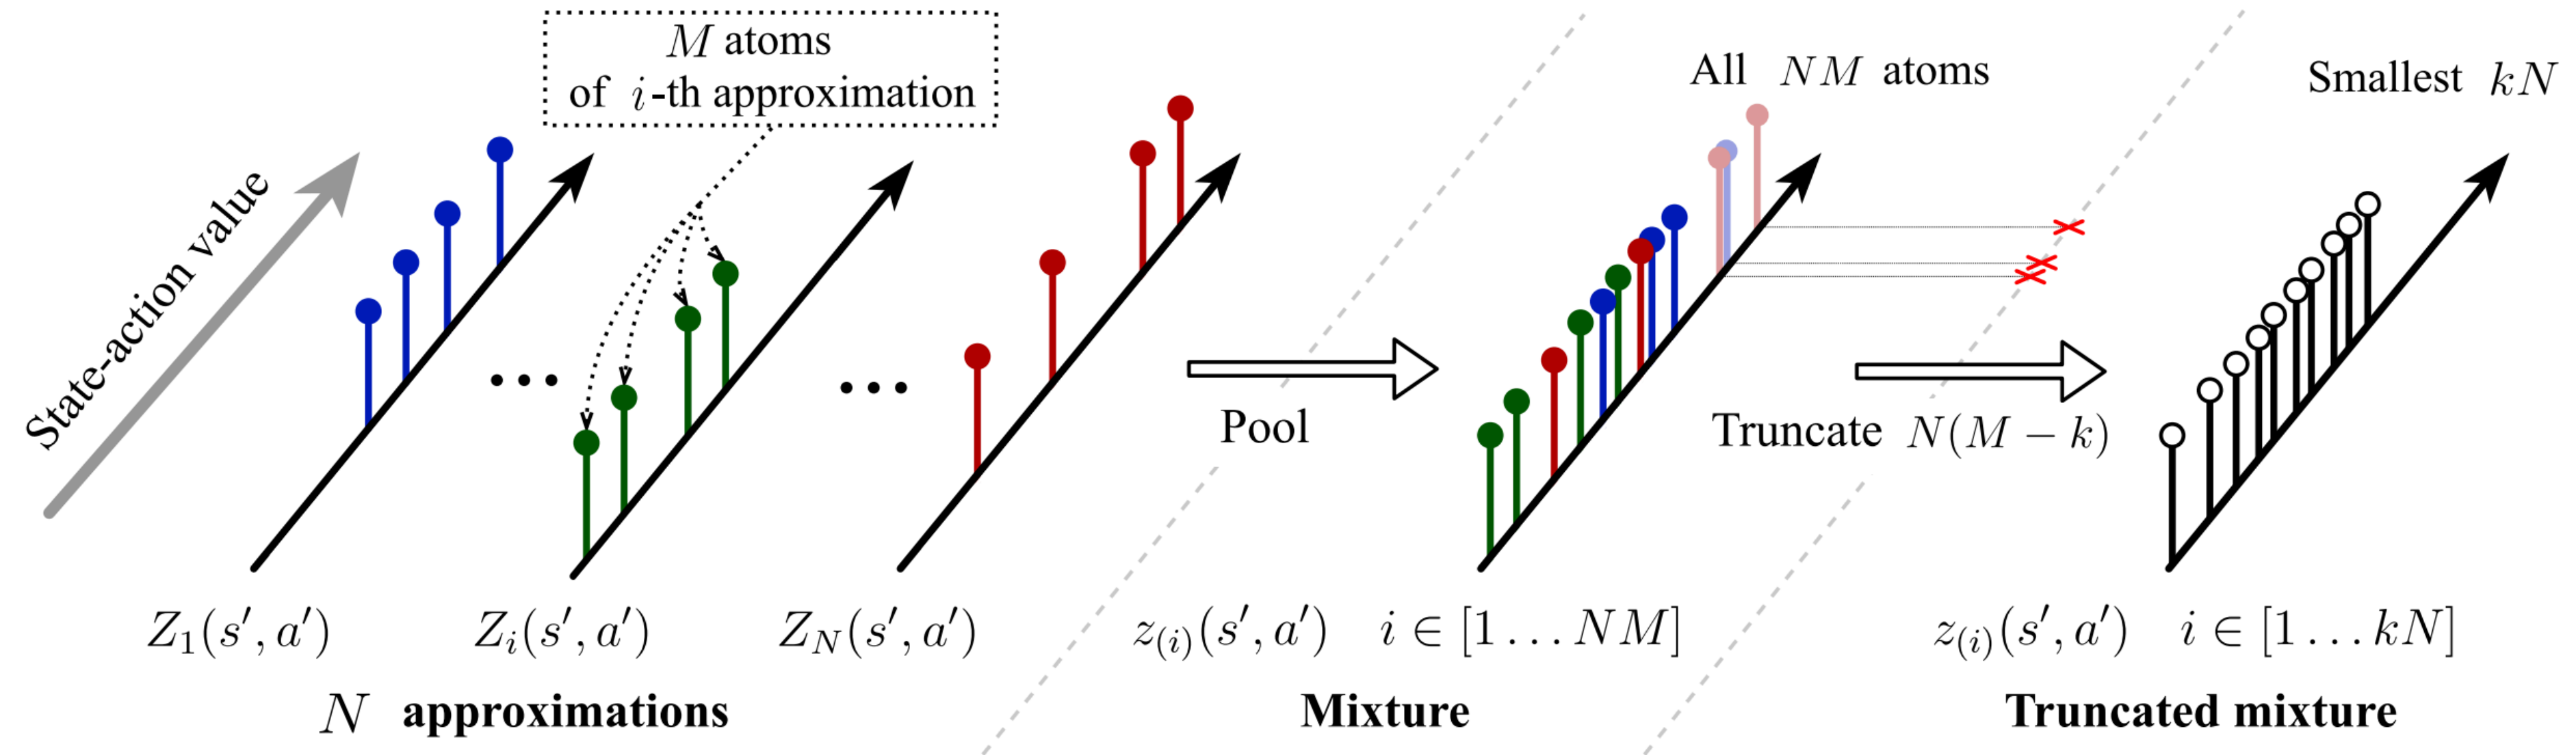 M atoms
of i-th approximation
State-action value
All NM atoms
Smallest kN
...
...
Pool
Truncate N(M − k)
Z₁(s′, a′)
Zᵢ(s′, a′)
Z_N(s′, a′)
z₍ᵢ₎(s′, a′) i ∈ [1 … NM]
z₍ᵢ₎(s′, a′) i ∈ [1 … kN]
N approximations
Mixture
Truncated mixture